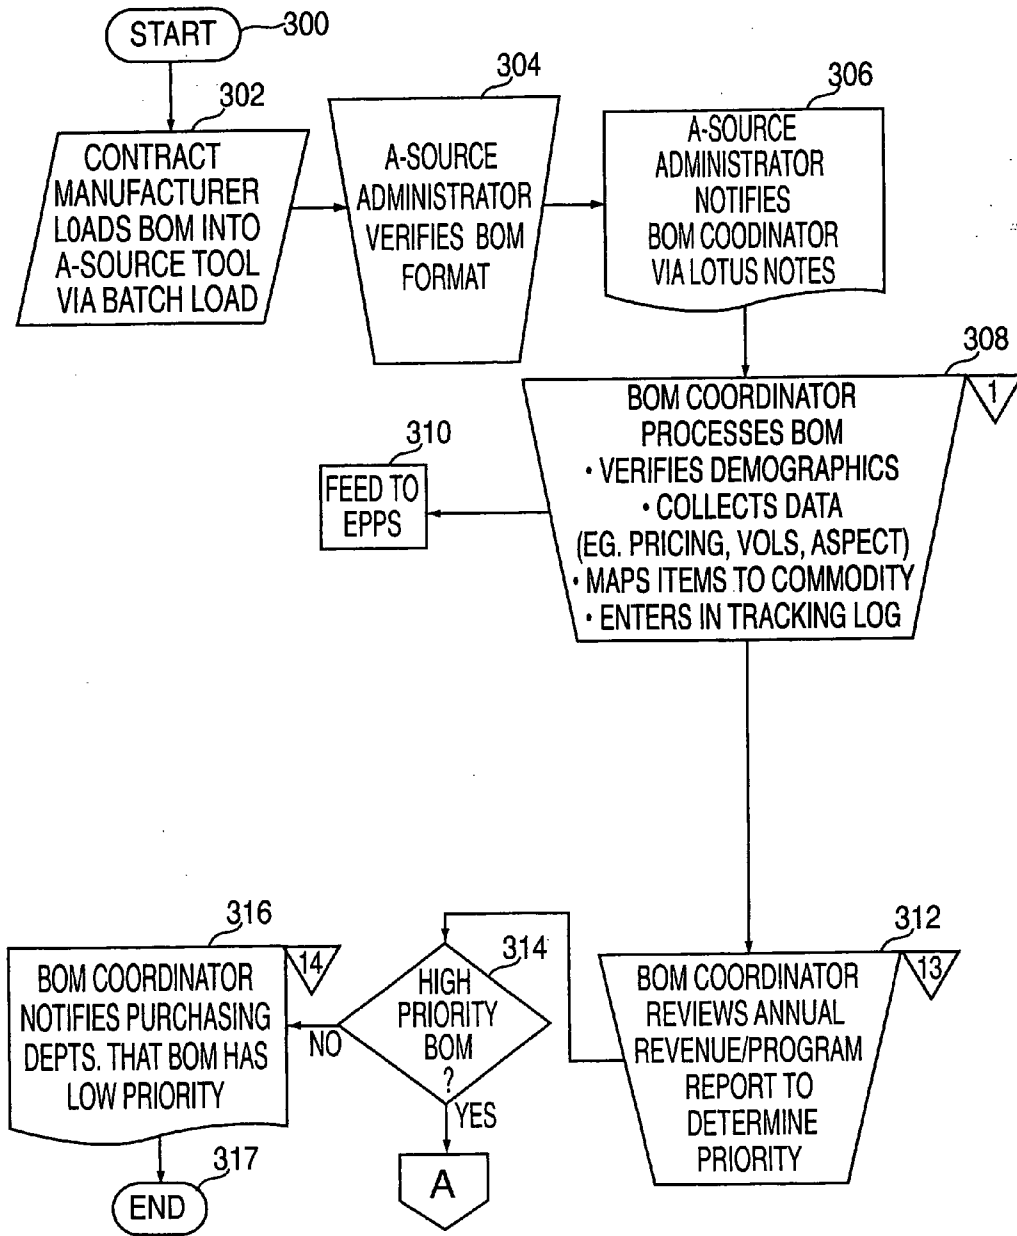 START
300
302
CONTRACT
MANUFACTURER
LOADS BOM INTO
A-SOURCE TOOL
VIA BATCH LOAD
304
A-SOURCE
ADMINISTRATOR
VERIFIES BOM
FORMAT
306
A-SOURCE
ADMINISTRATOR
NOTIFIES
BOM COODINATOR
VIA LOTUS NOTES
308
1
BOM COORDINATOR
PROCESSES BOM
• VERIFIES DEMOGRAPHICS
• COLLECTS DATA
(EG. PRICING, VOLS, ASPECT)
• MAPS ITEMS TO COMMODITY
• ENTERS IN TRACKING LOG
310
FEED TO
EPPS
312
13
BOM COORDINATOR
REVIEWS ANNUAL
REVENUE/PROGRAM
REPORT TO
DETERMINE
PRIORITY
314
HIGH
PRIORITY
BOM
?
NO
YES
A
316
14
BOM COORDINATOR
NOTIFIES PURCHASING
DEPTS. THAT BOM HAS
LOW PRIORITY
317
END